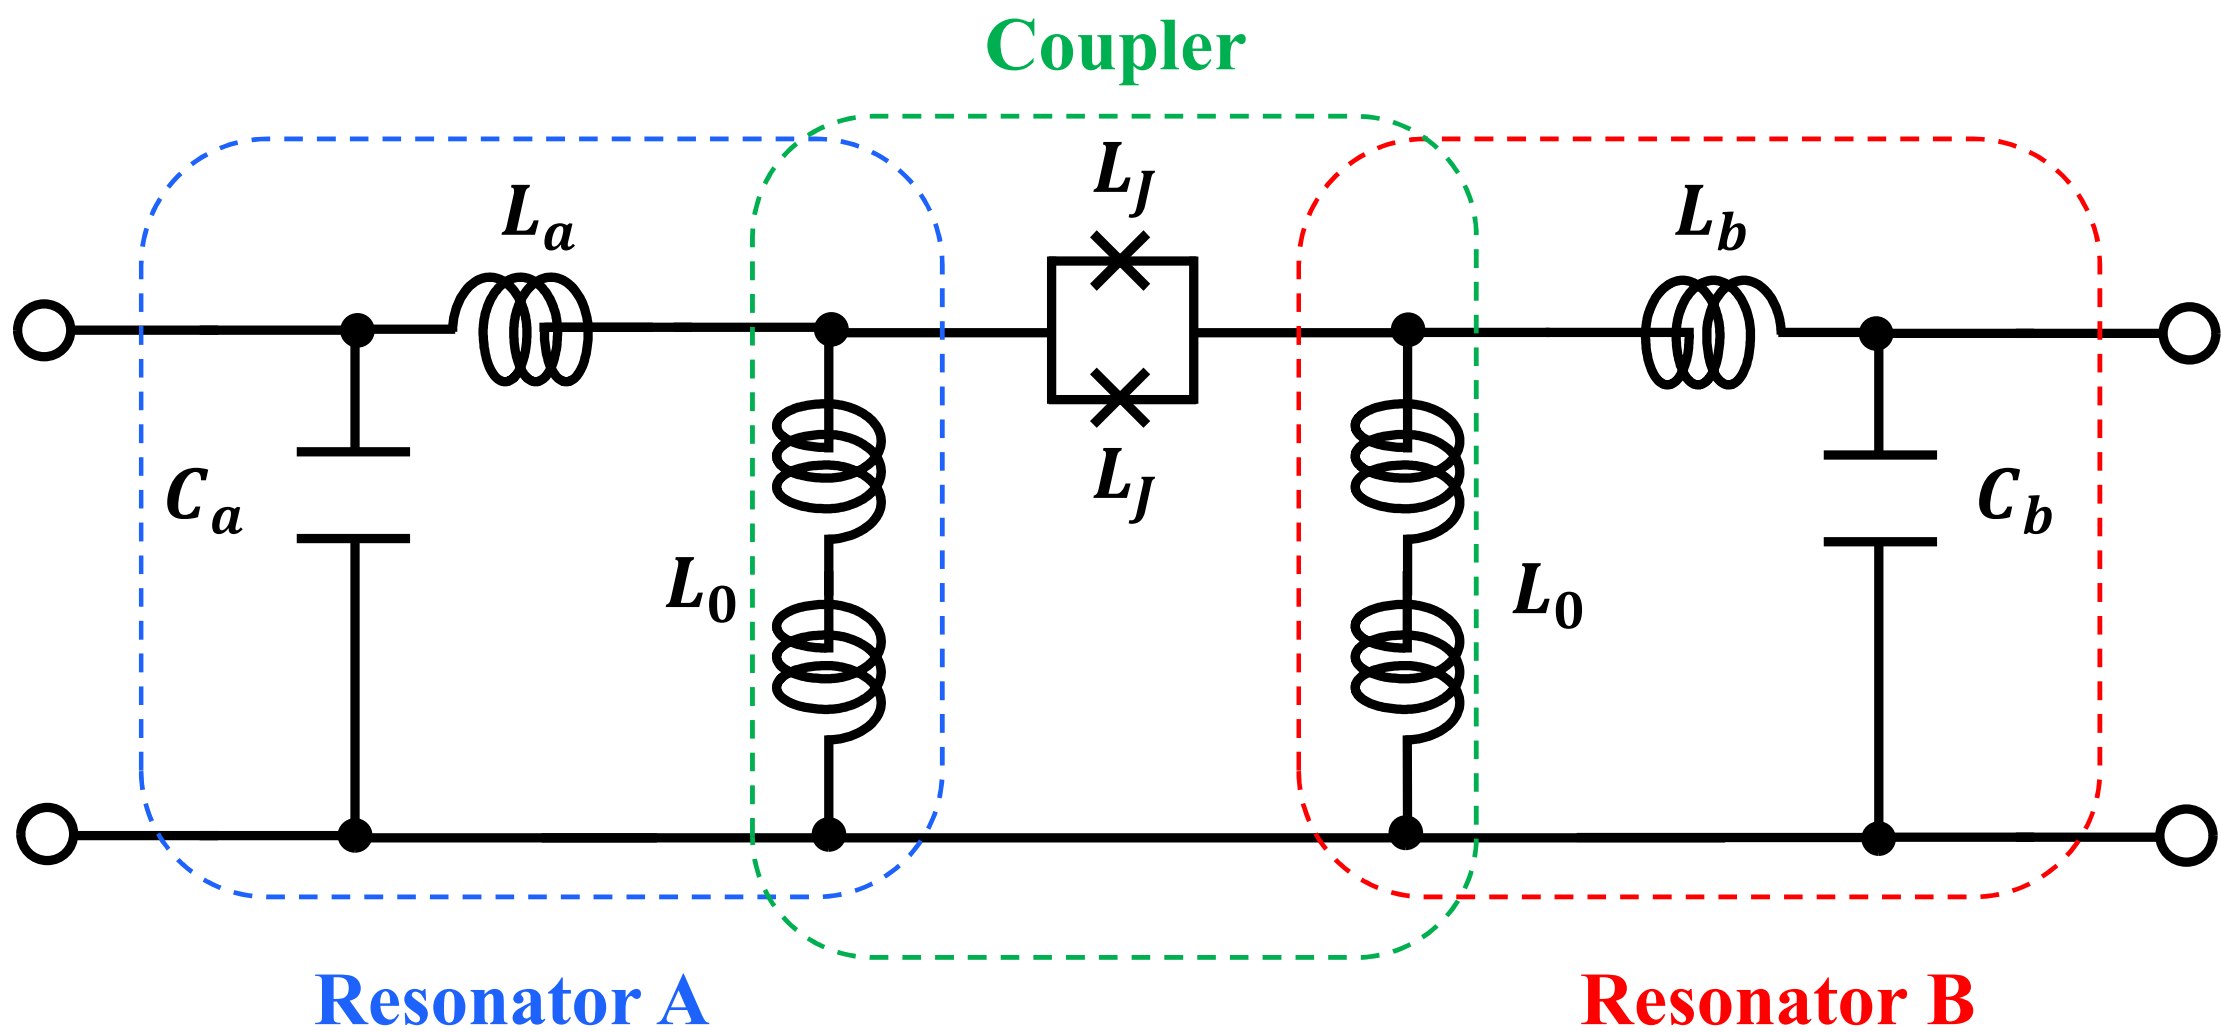 Coupler
L_J
L_a
L_b
L_J
C_a
C_b
L_0
L_0
Resonator A
Resonator B